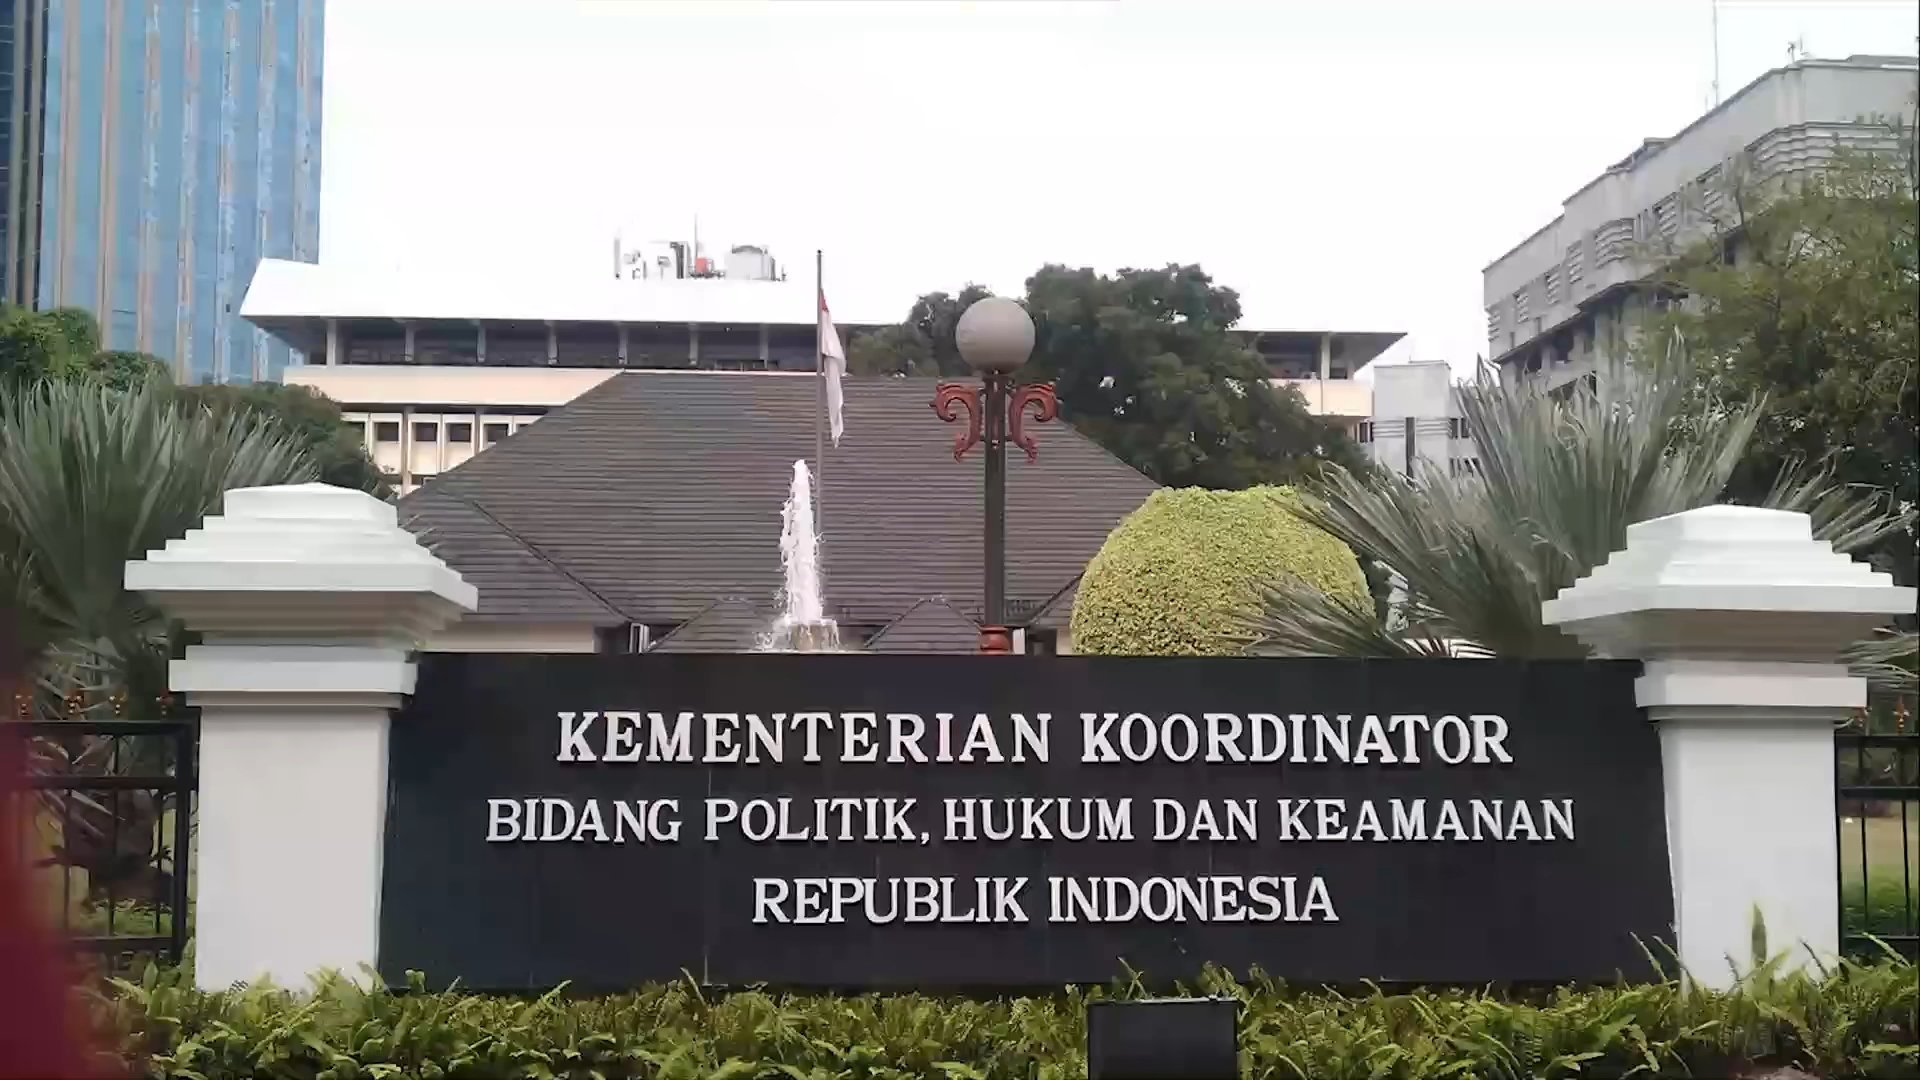 KEMENTERIAN KOORDINATOR
BIDANG POLITIK, HUKUM DAN KEAMANAN
REPUBLIK INDONESIA